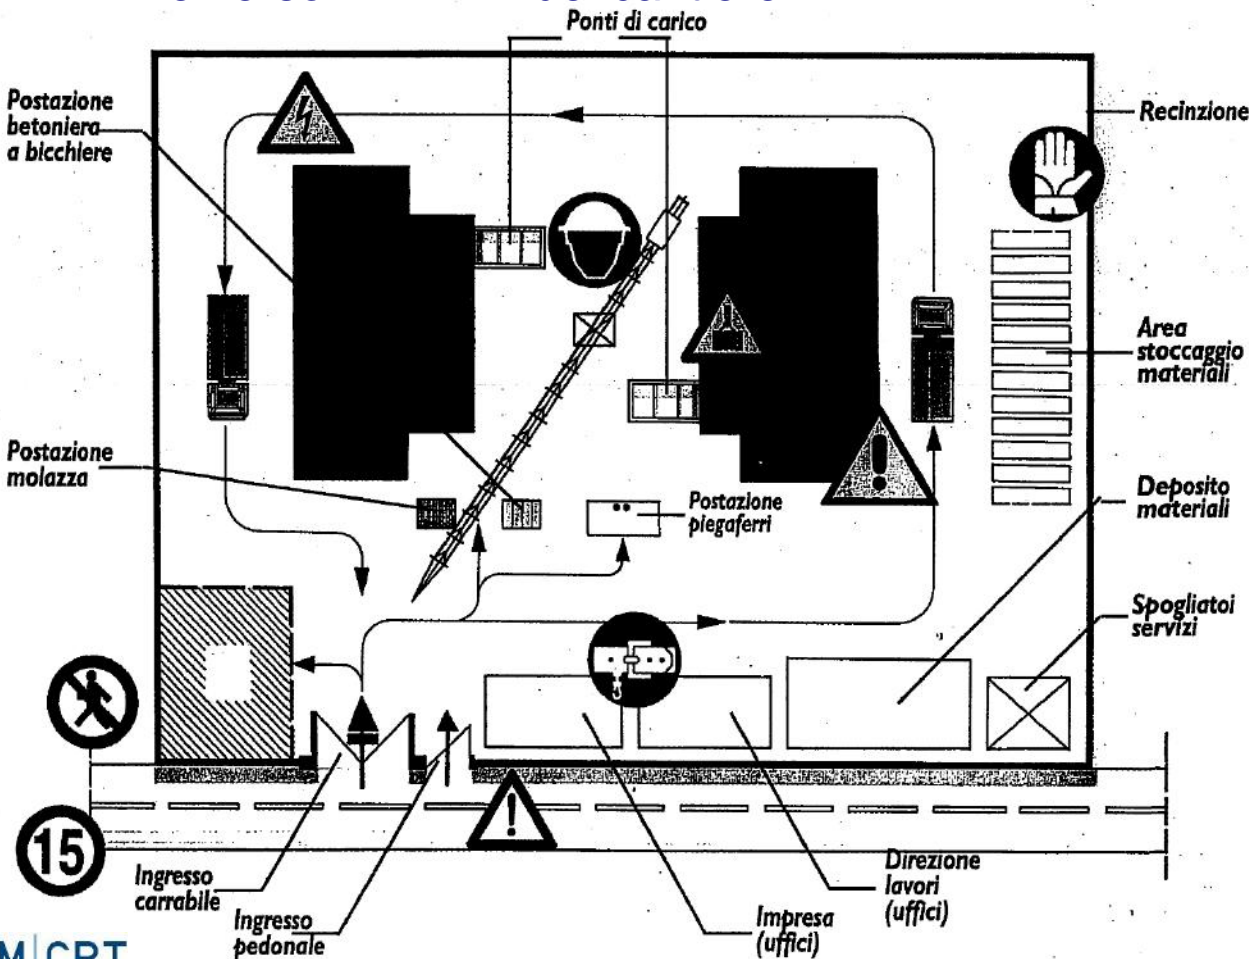 Ponti di carico
Postazione
betoniera
a bicchiere
Recinzione
Area
stoccaggio
materiali
Postazione
molazza
Postazione
piegaferri
Deposito
materiali
Spogliatoi
servizi
15
Ingresso
carrabile
Ingresso
pedonale
Impresa
(uffici)
Direzione
lavori
(uffici)